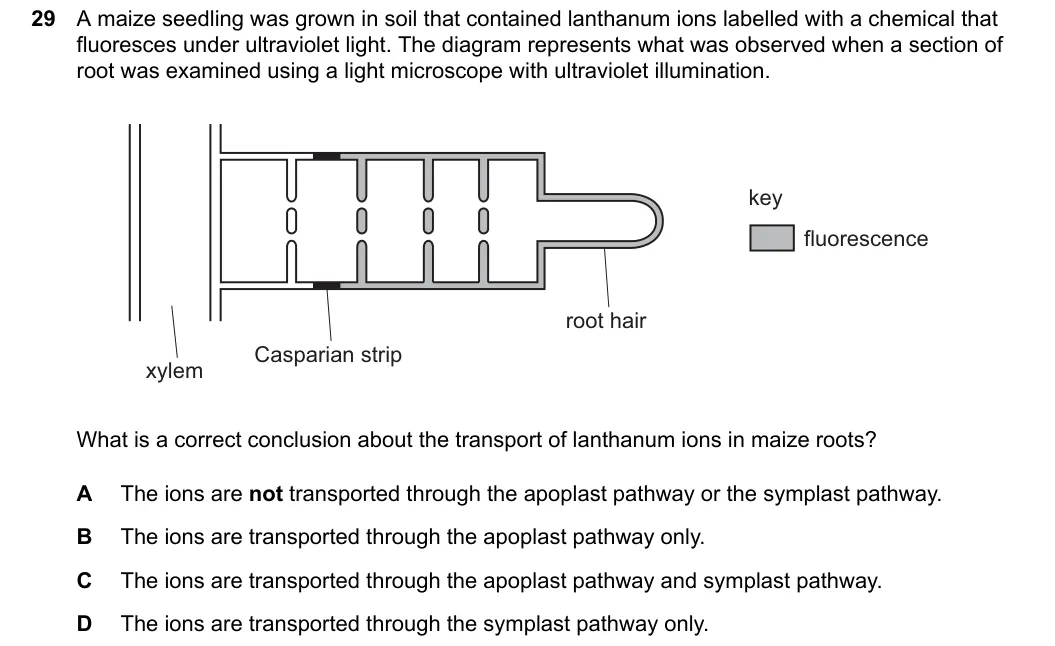 29 A maize seedling was grown in soil that contained lanthanum ions labelled with a chemical that
fluoresces under ultraviolet light. The diagram represents what was observed when a section of
root was examined using a light microscope with ultraviolet illumination.
key
fluorescence
root hair
Casparian strip
xylem
What is a correct conclusion about the transport of lanthanum ions in maize roots?
A The ions are not transported through the apoplast pathway or the symplast pathway.
B The ions are transported through the apoplast pathway only.
C The ions are transported through the apoplast pathway and symplast pathway.
D The ions are transported through the symplast pathway only.